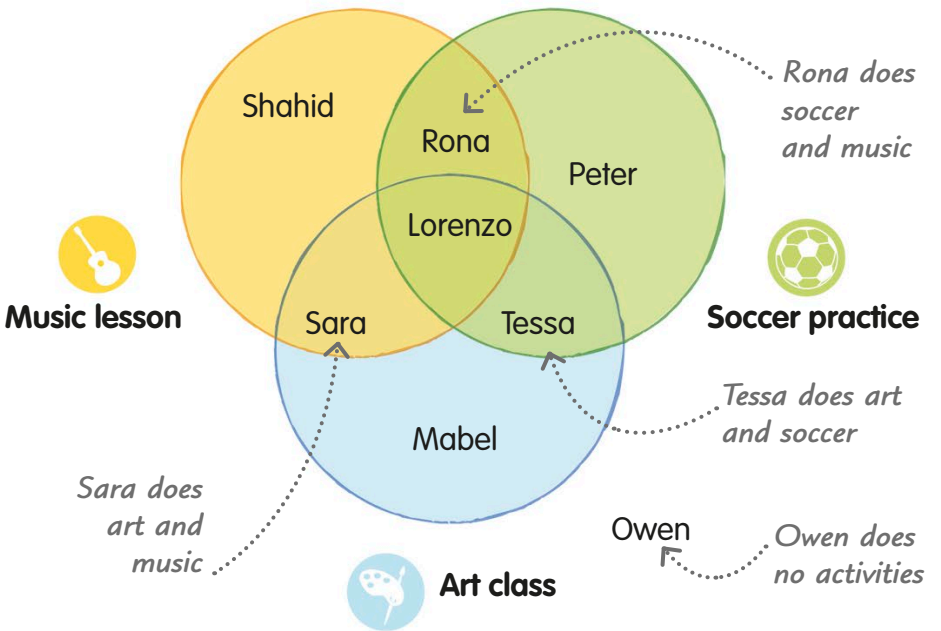 Shahid
Rona
Peter
Lorenzo
Sara
Tessa
Mabel
Owen
Music lesson
Soccer practice
Art class
Rona does
soccer
and music
Tessa does art
and soccer
Sara does
art and
music
Owen does
no activities